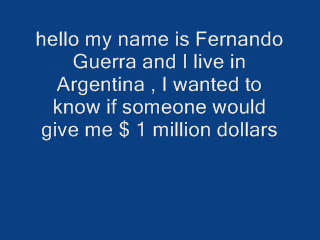 hello my name is Fernando
Guerra and I live in
Argentina , I wanted to
know if someone would
give me $ 1 million dollars